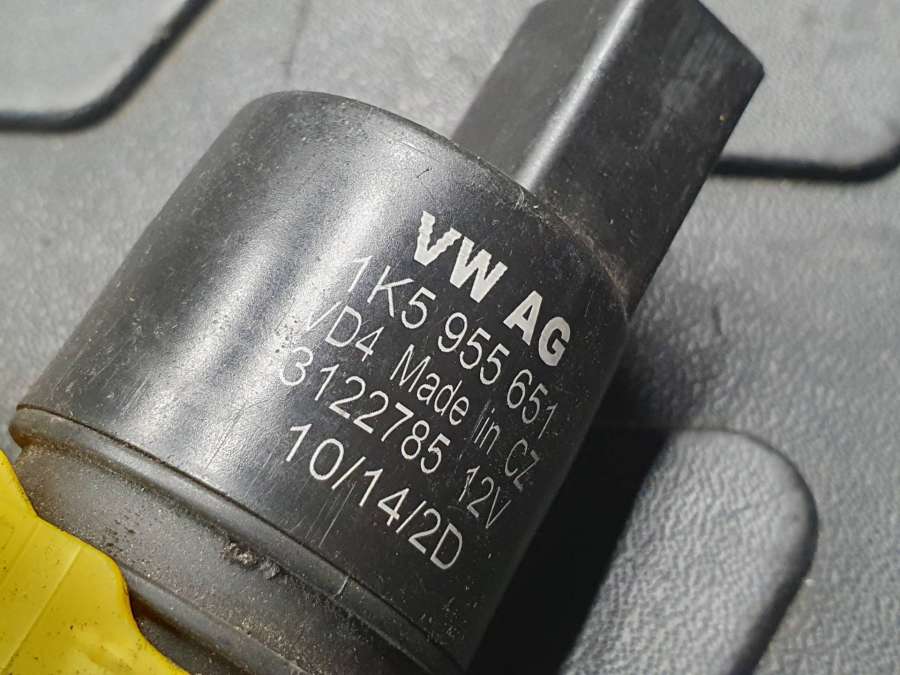 VW AG
1K5 955 651
VD4 Made in CZ
3122785 12V
10/14/2D